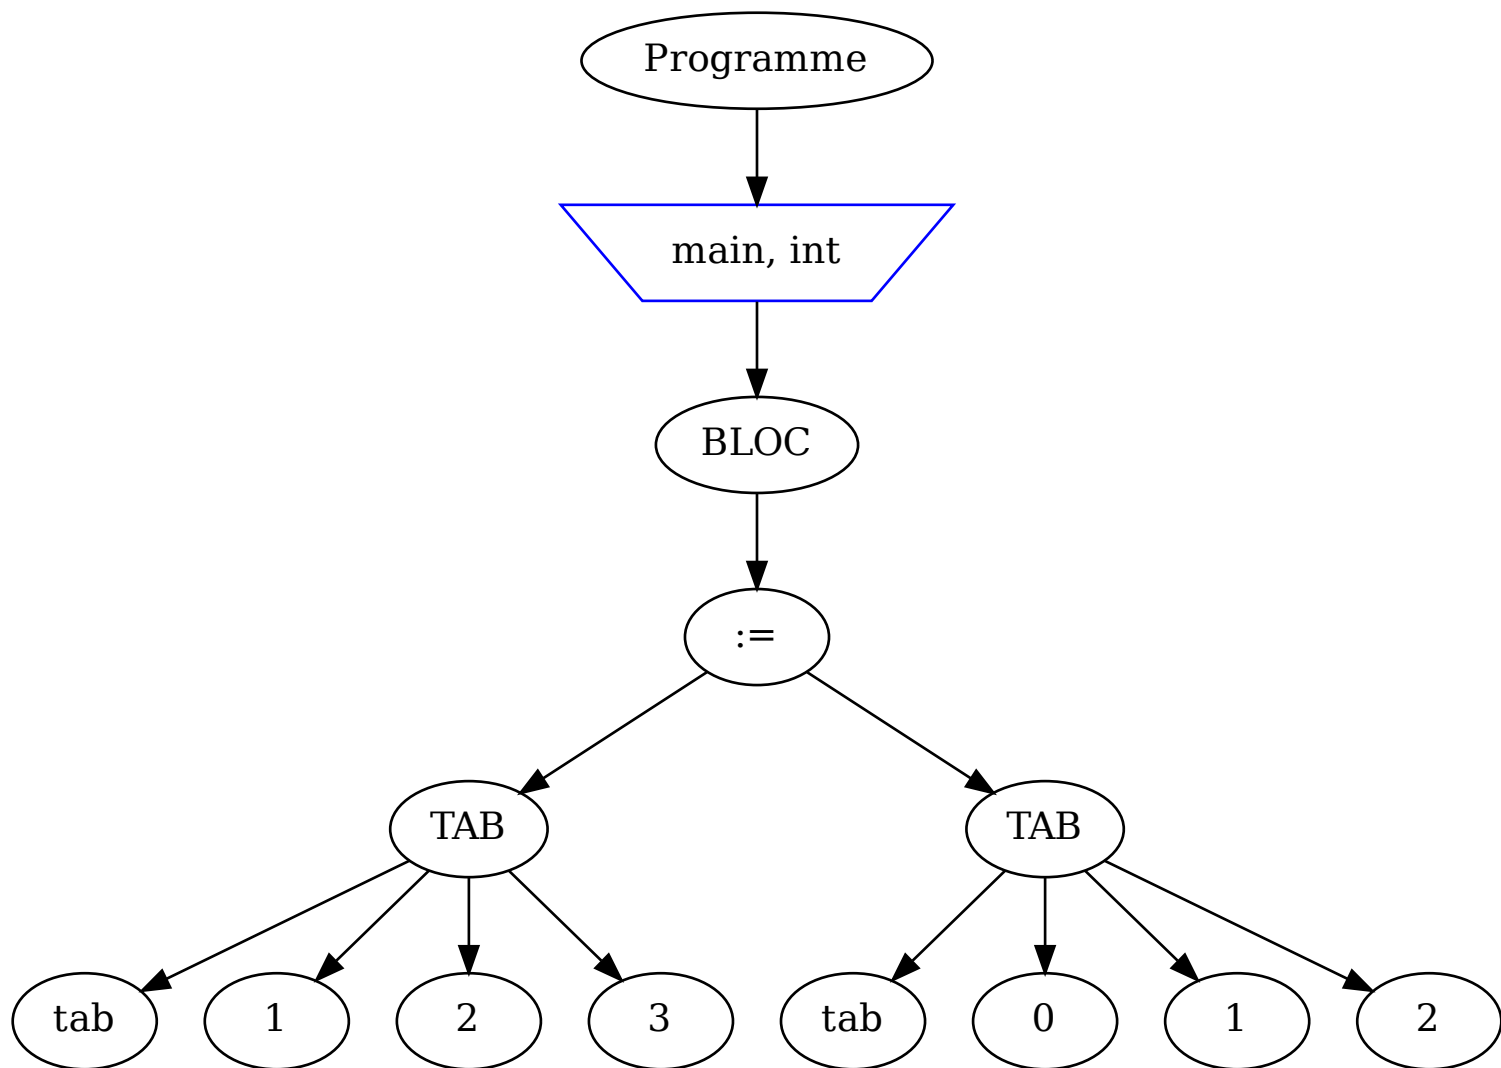 Programme
main, int
BLOC
:=
TAB TAB
tab 1 2 3 tab 0 1 2